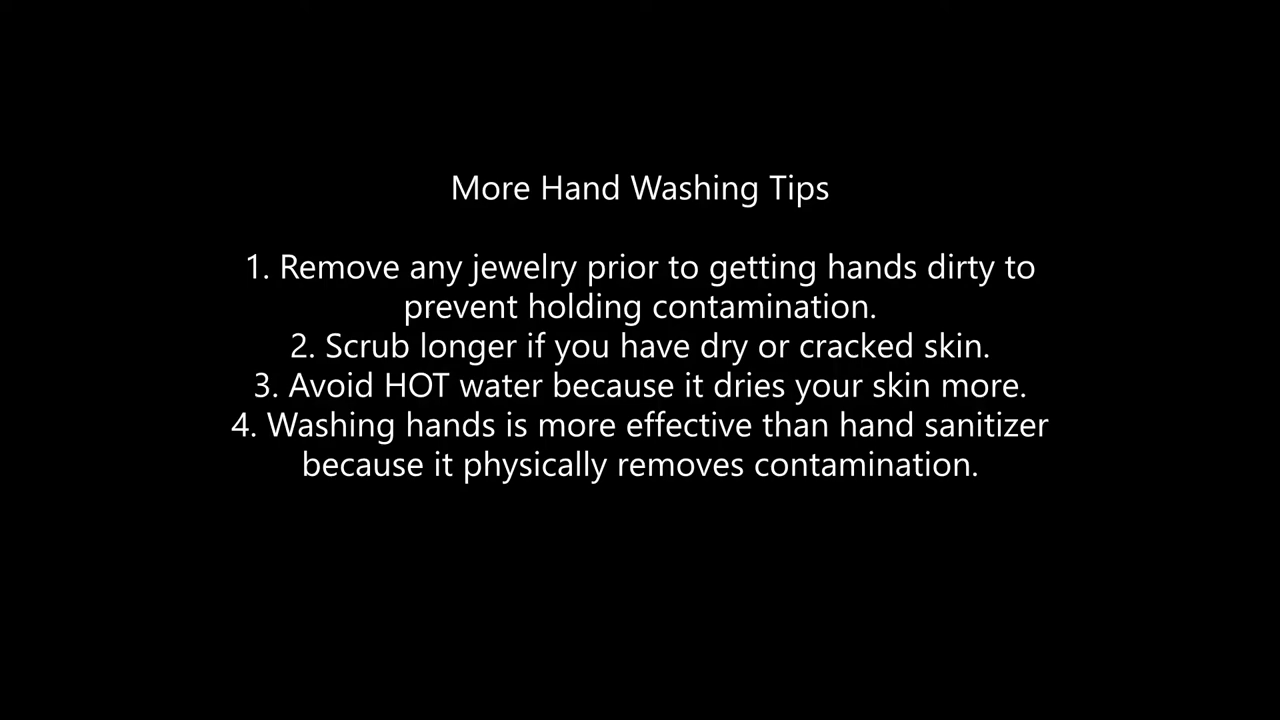 More Hand Washing Tips
1. Remove any jewelry prior to getting hands dirty to
prevent holding contamination.
2. Scrub longer if you have dry or cracked skin.
3. Avoid HOT water because it dries your skin more.
4. Washing hands is more effective than hand sanitizer
because it physically removes contamination.